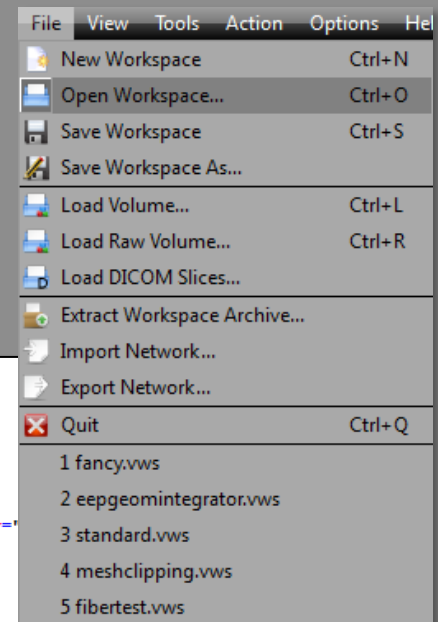 File View Tools Action Options Hel
New Workspace Ctrl+N
Open Workspace... Ctrl+O
Save Workspace Ctrl+S
Save Workspace As...
Load Volume... Ctrl+L
Load Raw Volume... Ctrl+R
Load DICOM Slices...
Extract Workspace Archive...
Import Network...
Export Network...
Quit Ctrl+Q
1 fancy.vws
2 eepgeomintegrator.vws
="
3 standard.vws
4 meshclipping.vws
5 fibertest.vws